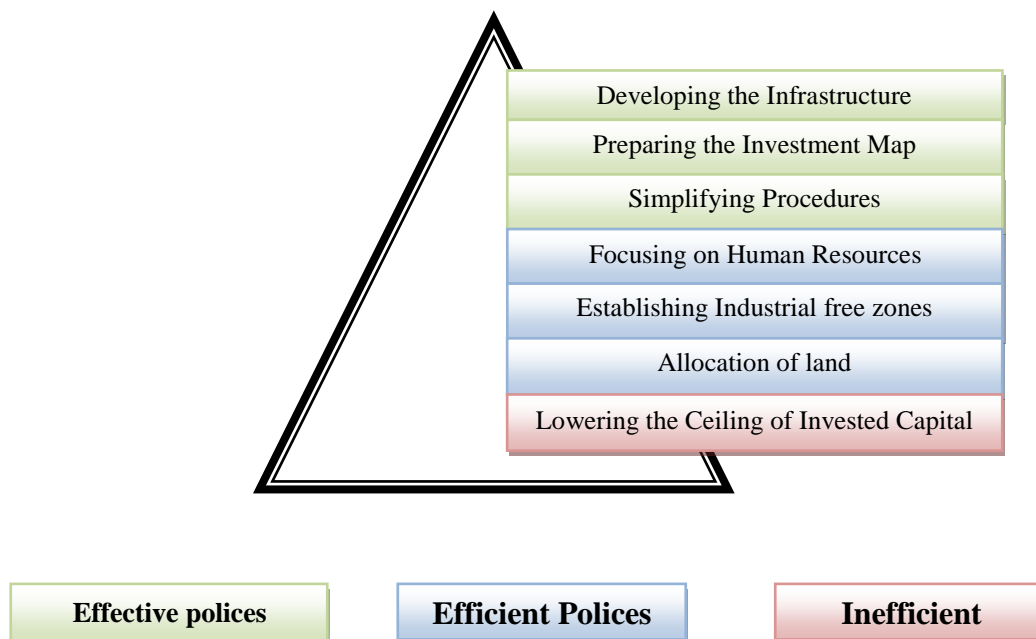 Developing the Infrastructure
Preparing the Investment Map
Simplifying Procedures
Focusing on Human Resources
Establishing Industrial free zones
Allocation of land
Lowering the Ceiling of Invested Capital
Effective polices
Efficient Polices
Inefficient